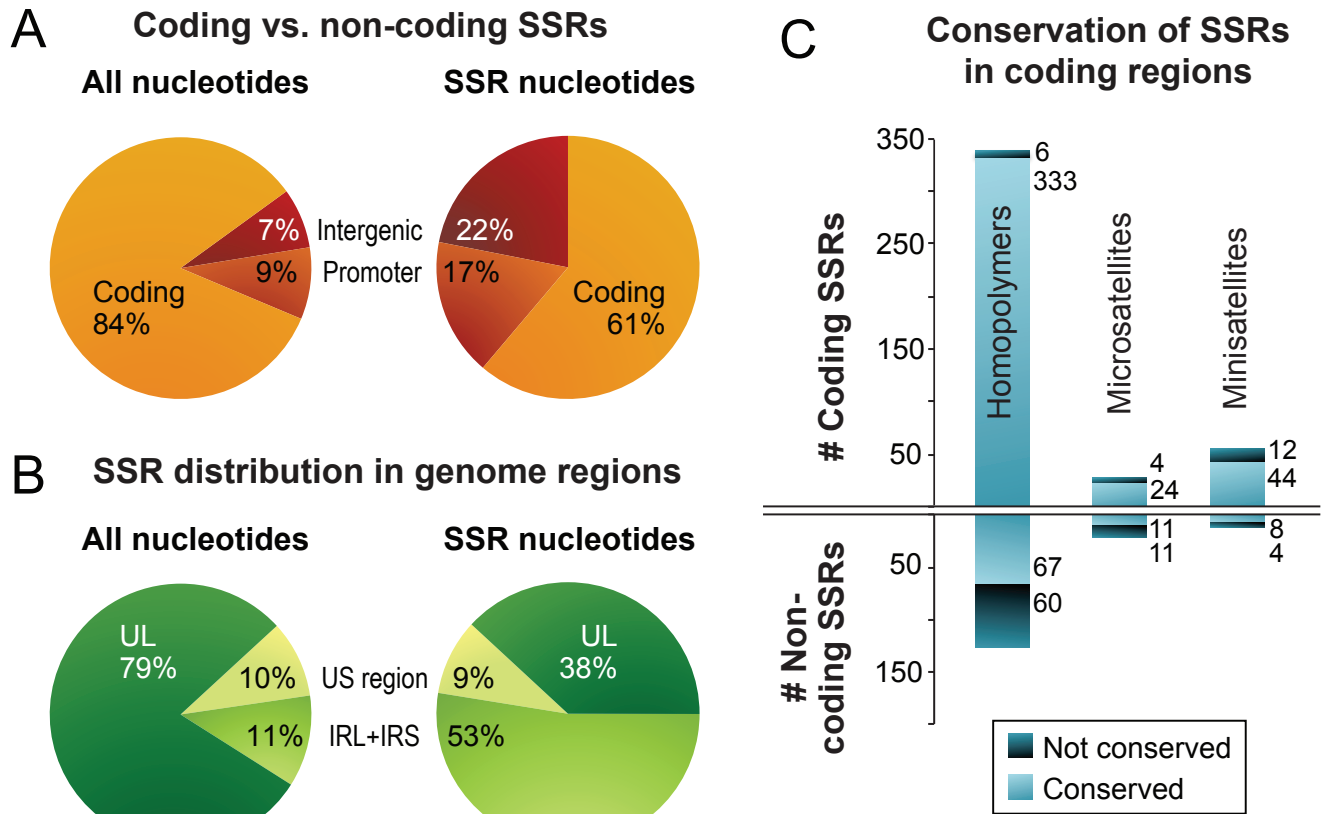 A
Coding vs. non-coding SSRs
All nucleotides
SSR nucleotides
7%
Intergenic
22%
9%
Promoter
17%
Coding
84%
Coding
61%
B
SSR distribution in genome regions
All nucleotides
SSR nucleotides
UL
79%
UL
38%
10%
US region
9%
11%
IRL+IRS
53%
C
Conservation of SSRs
in coding regions
# Coding SSRs
# Non-
coding SSRs
350
250
150
50
50
150
Homopolymers
Microsatellites
Minisatellites
6
333
4
24
12
44
67
60
11
11
8
4
Not conserved
Conserved